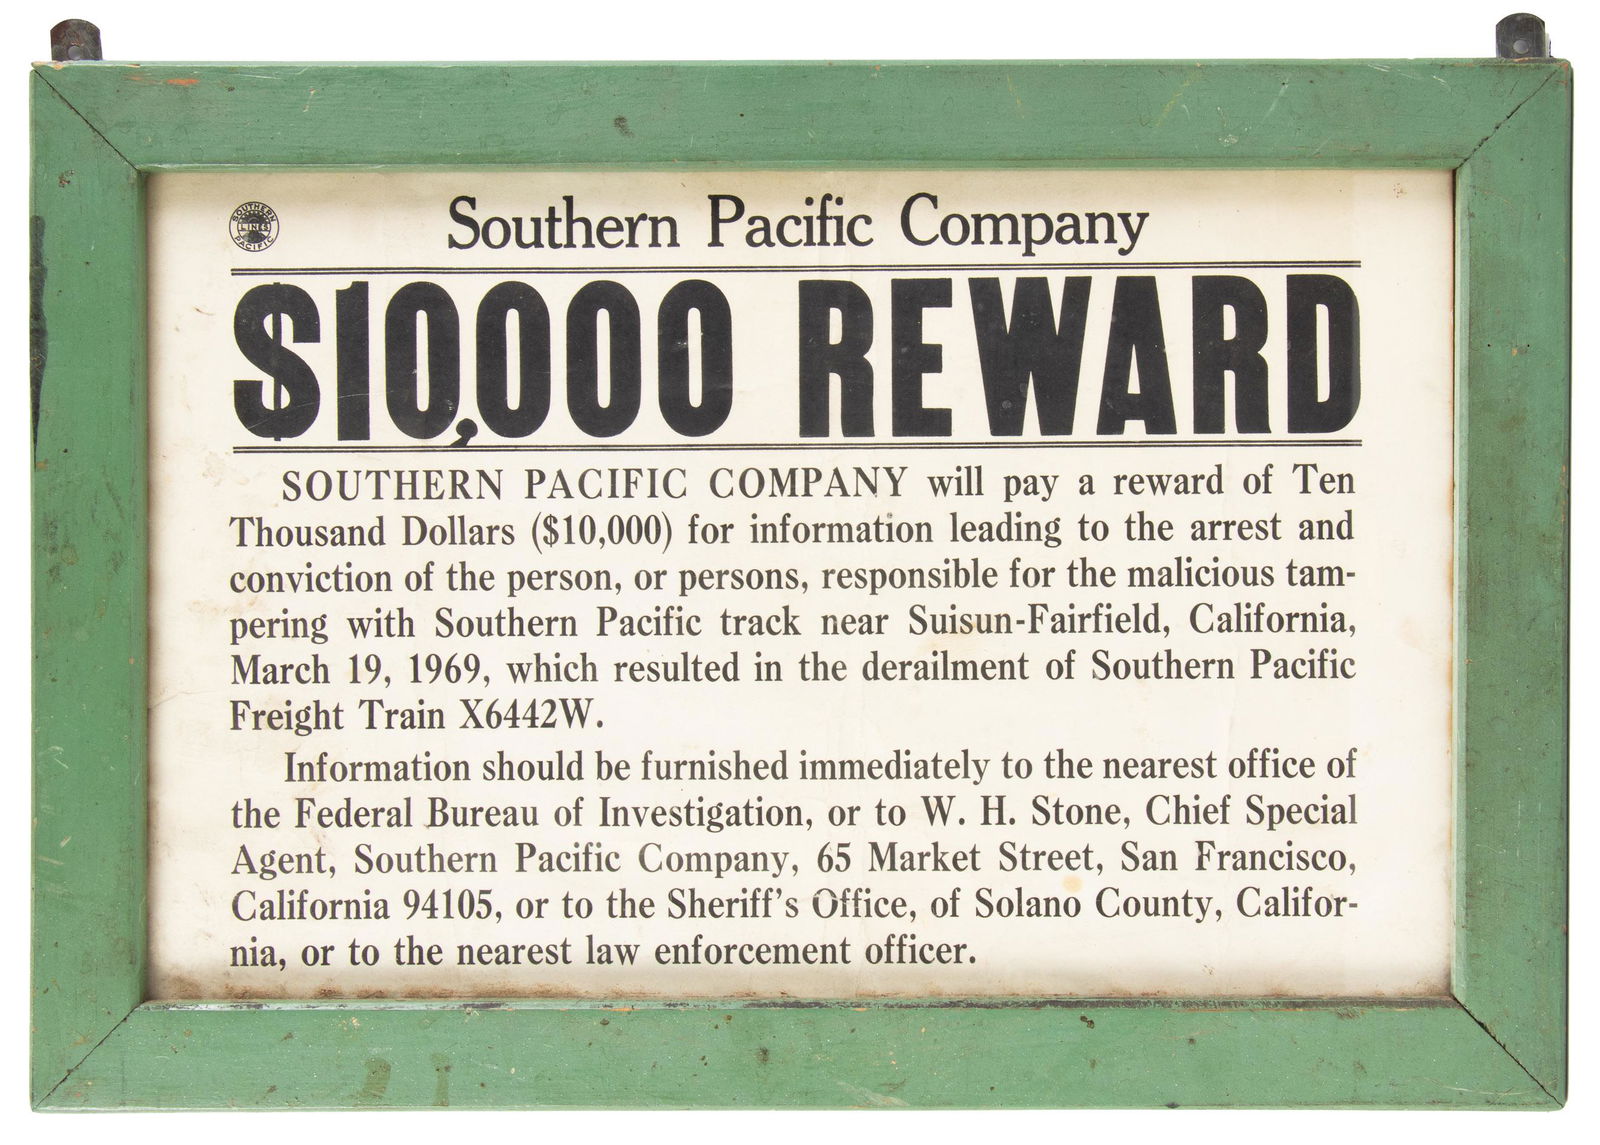 SOUTHERN
LINES
PACIFIC
Southern Pacific Company
$10,000 REWARD
SOUTHERN PACIFIC COMPANY will pay a reward of Ten
Thousand Dollars ($10,000) for information leading to the arrest and
conviction of the person, or persons, responsible for the malicious tam-
pering with Southern Pacific track near Suisun-Fairfield, California,
March 19, 1969, which resulted in the derailment of Southern Pacific
Freight Train X6442W.
Information should be furnished immediately to the nearest office of
the Federal Bureau of Investigation, or to W. H. Stone, Chief Special
Agent, Southern Pacific Company, 65 Market Street, San Francisco,
California 94105, or to the Sheriff's Office, of Solano County, Califor-
nia, or to the nearest law enforcement officer.